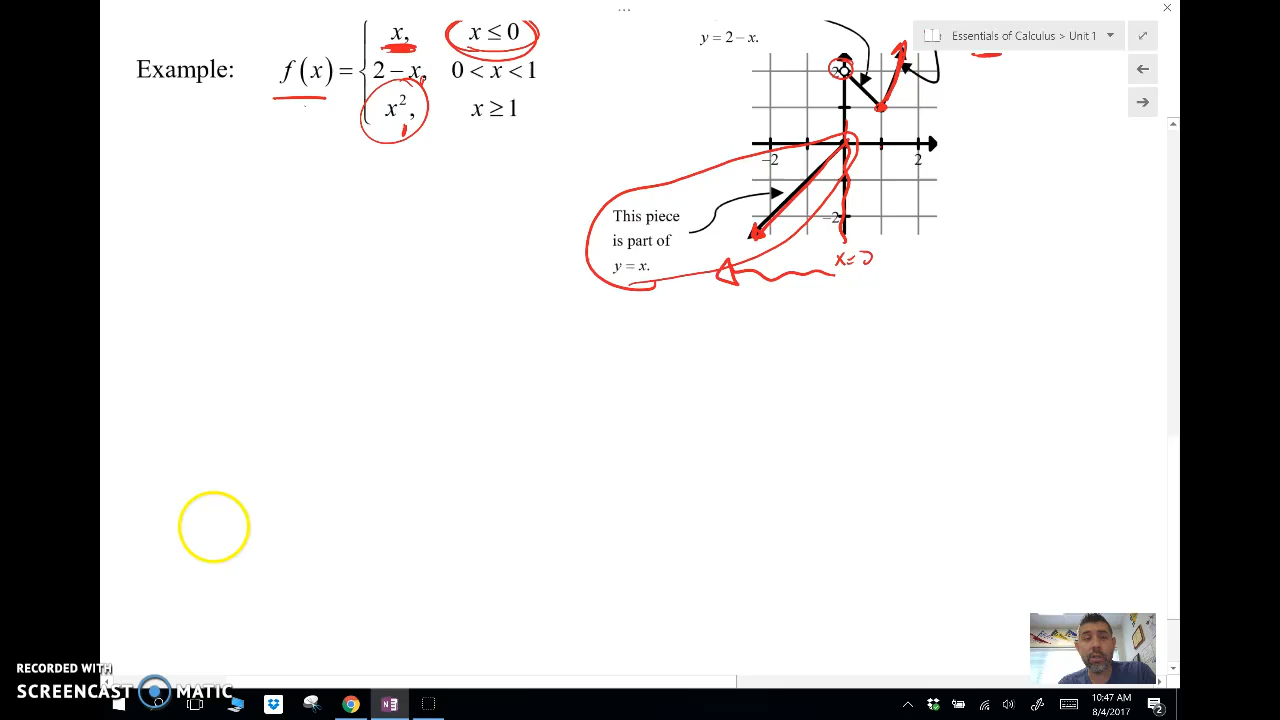 Essentials of Calculus > Unit 1
y = 2 – x.
x, x ≤ 0
Example: f(x) = 2 – x, 0 < x < 1
x², x ≥ 1
–2 2
This piece
is part of
y = x.
–2
x=0
RECORDED WITH
SCREENCAST MATIC
10:47 AM
8/4/2017
2